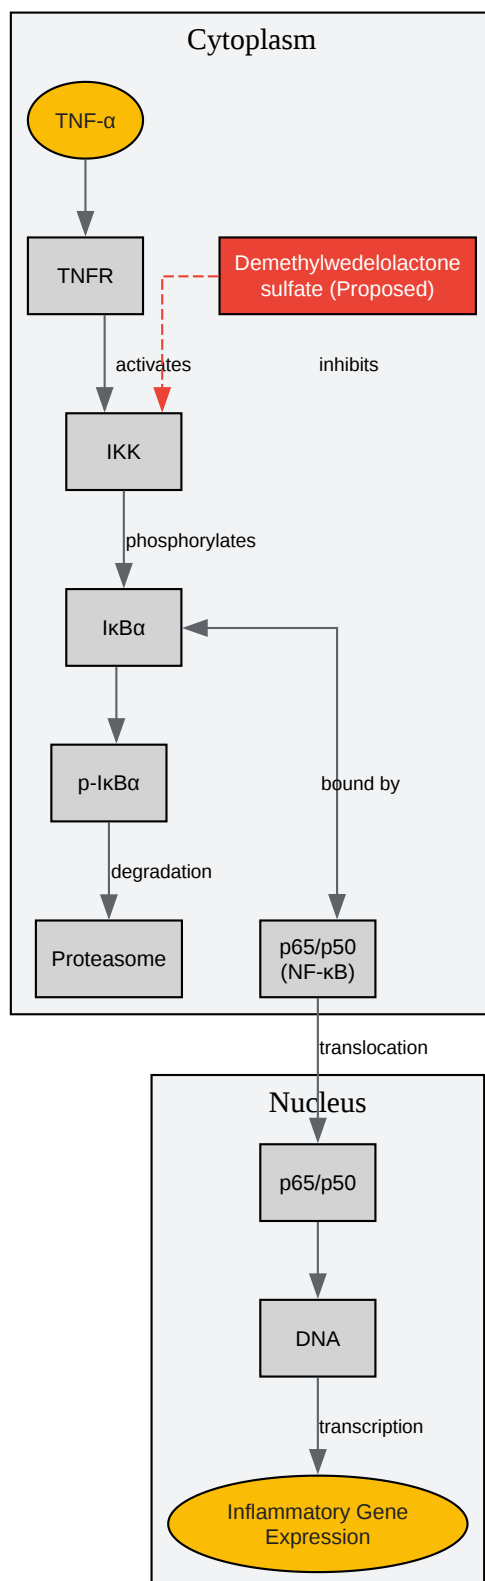 Cytoplasm
TNF-α
TNFR
Demethylwedelolactone
sulfate (Proposed)
activates
inhibits
IKK
phosphorylates
IκBα
p-IκBα
bound by
degradation
Proteasome
p65/p50
(NF-κB)
translocation
Nucleus
p65/p50
DNA
transcription
Inflammatory Gene
Expression